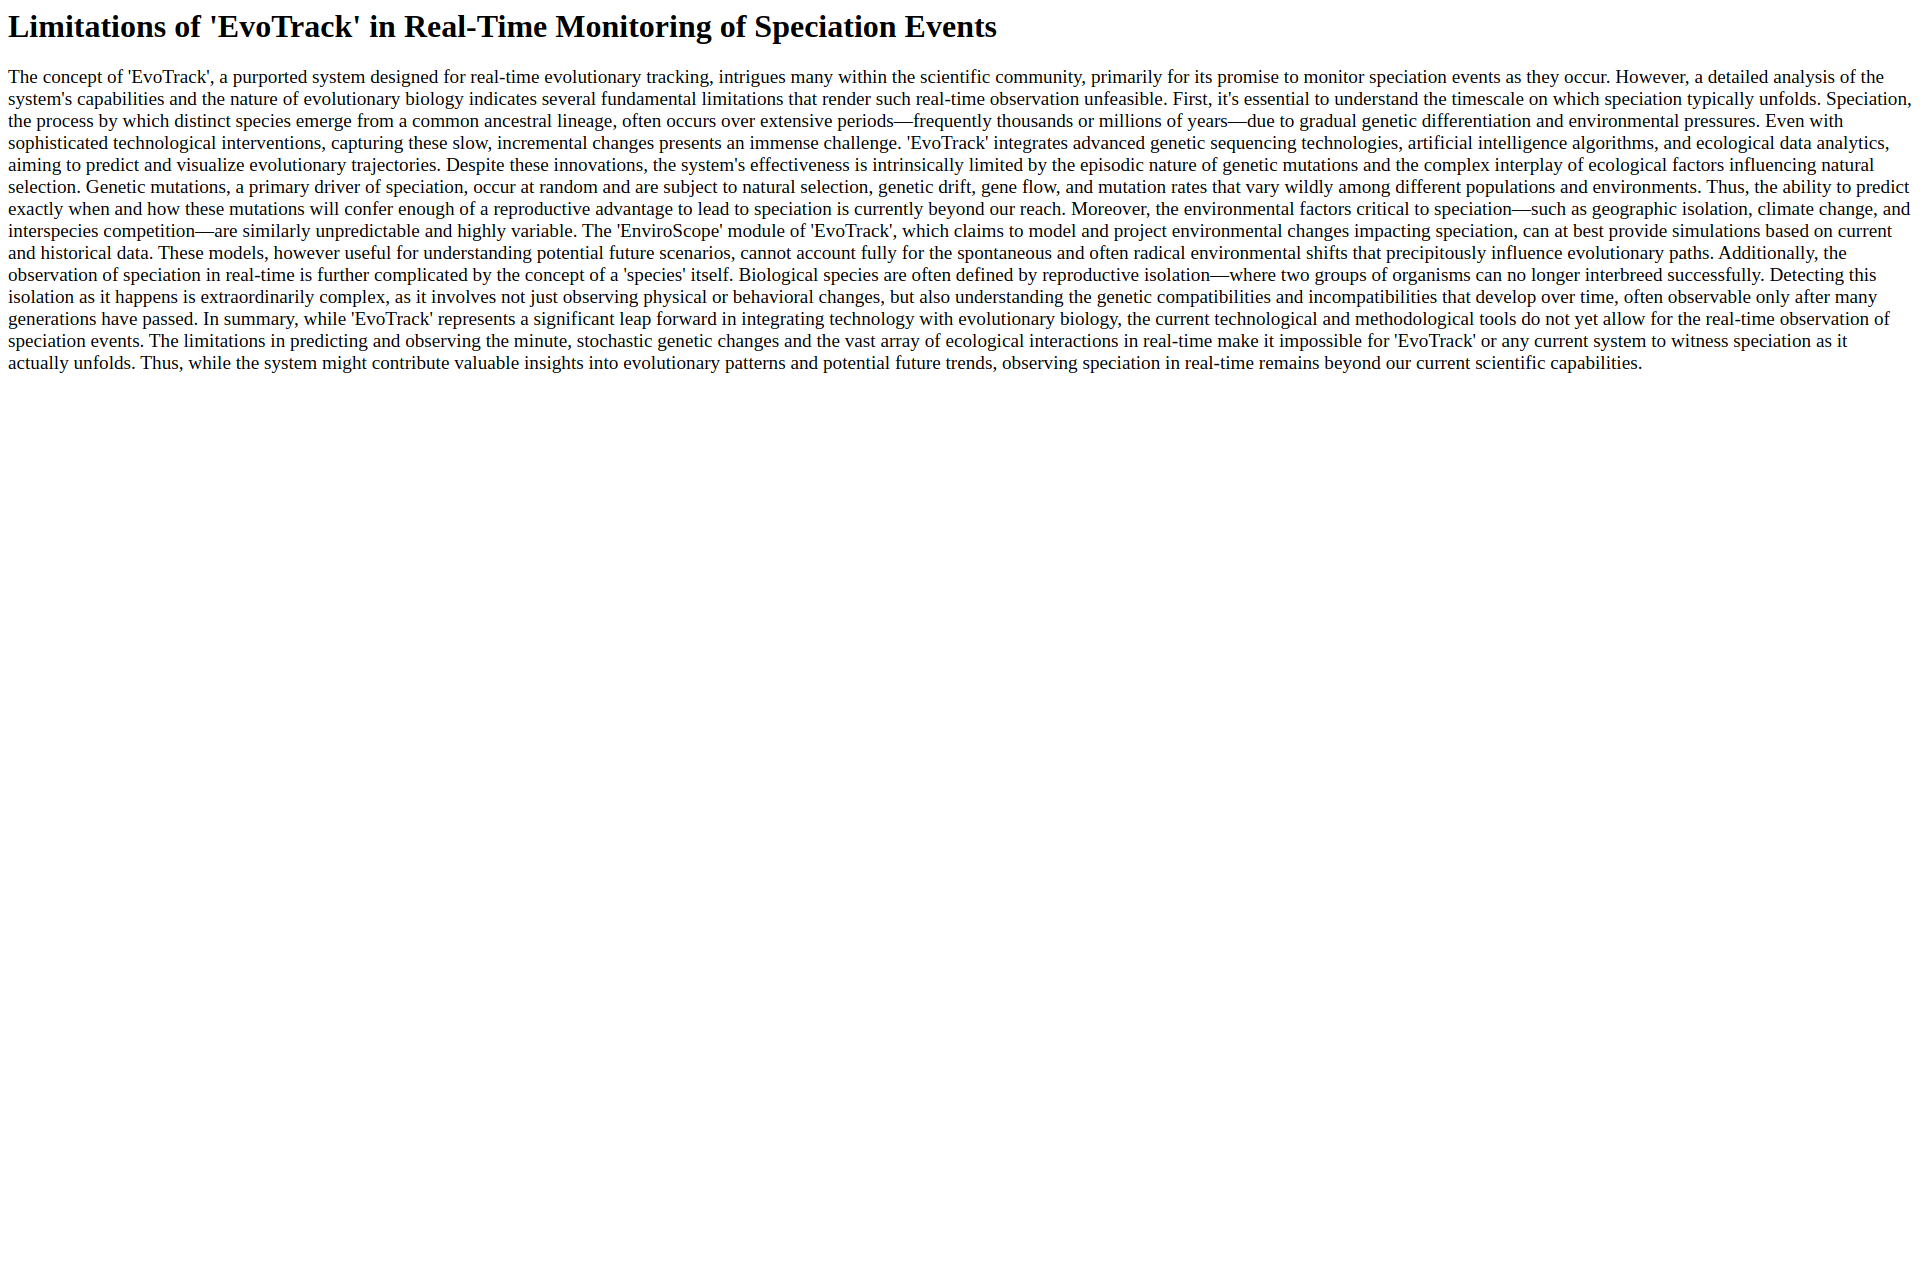 Limitations of 'EvoTrack' in Real-Time Monitoring of Speciation Events
The concept of 'EvoTrack', a purported system designed for real-time evolutionary tracking, intrigues many within the scientific community, primarily for its promise to monitor speciation events as they occur. However, a detailed analysis of the
system's capabilities and the nature of evolutionary biology indicates several fundamental limitations that render such real-time observation unfeasible. First, it's essential to understand the timescale on which speciation typically unfolds. Speciation,
the process by which distinct species emerge from a common ancestral lineage, often occurs over extensive periods—frequently thousands or millions of years—due to gradual genetic differentiation and environmental pressures. Even with
sophisticated technological interventions, capturing these slow, incremental changes presents an immense challenge. 'EvoTrack' integrates advanced genetic sequencing technologies, artificial intelligence algorithms, and ecological data analytics,
aiming to predict and visualize evolutionary trajectories. Despite these innovations, the system's effectiveness is intrinsically limited by the episodic nature of genetic mutations and the complex interplay of ecological factors influencing natural
selection. Genetic mutations, a primary driver of speciation, occur at random and are subject to natural selection, genetic drift, gene flow, and mutation rates that vary wildly among different populations and environments. Thus, the ability to predict
exactly when and how these mutations will confer enough of a reproductive advantage to lead to speciation is currently beyond our reach. Moreover, the environmental factors critical to speciation—such as geographic isolation, climate change, and
interspecies competition—are similarly unpredictable and highly variable. The 'EnviroScope' module of 'EvoTrack', which claims to model and project environmental changes impacting speciation, can at best provide simulations based on current
and historical data. These models, however useful for understanding potential future scenarios, cannot account fully for the spontaneous and often radical environmental shifts that precipitously influence evolutionary paths. Additionally, the
observation of speciation in real-time is further complicated by the concept of a 'species' itself. Biological species are often defined by reproductive isolation—where two groups of organisms can no longer interbreed successfully. Detecting this
isolation as it happens is extraordinarily complex, as it involves not just observing physical or behavioral changes, but also understanding the genetic compatibilities and incompatibilities that develop over time, often observable only after many
generations have passed. In summary, while 'EvoTrack' represents a significant leap forward in integrating technology with evolutionary biology, the current technological and methodological tools do not yet allow for the real-time observation of
speciation events. The limitations in predicting and observing the minute, stochastic genetic changes and the vast array of ecological interactions in real-time make it impossible for 'EvoTrack' or any current system to witness speciation as it
actually unfolds. Thus, while the system might contribute valuable insights into evolutionary patterns and potential future trends, observing speciation in real-time remains beyond our current scientific capabilities.